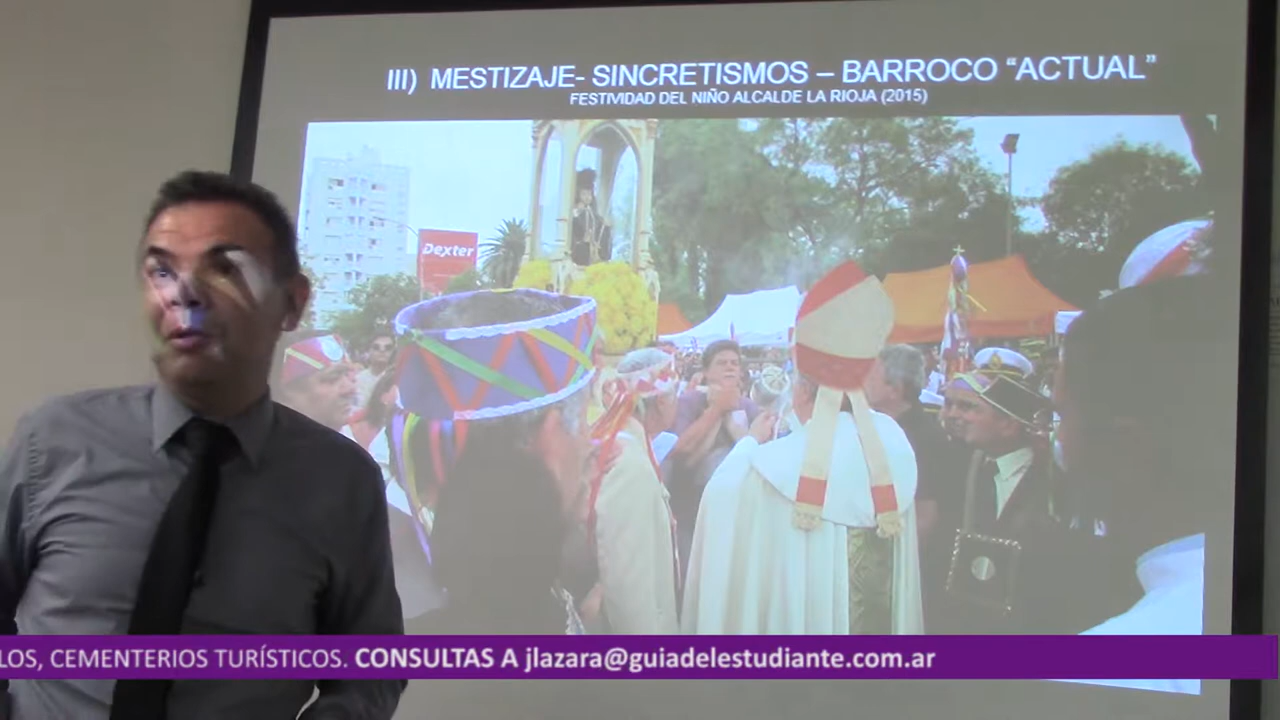 III) MESTIZAJE- SINCRETISMOS – BARROCO “ACTUAL”
FESTIVIDAD DEL NIÑO ALCALDE LA RIOJA (2015)
Dexter
LOS, CEMENTERIOS TURÍSTICOS. CONSULTAS A jlazara@guiadelestudiante.com.ar